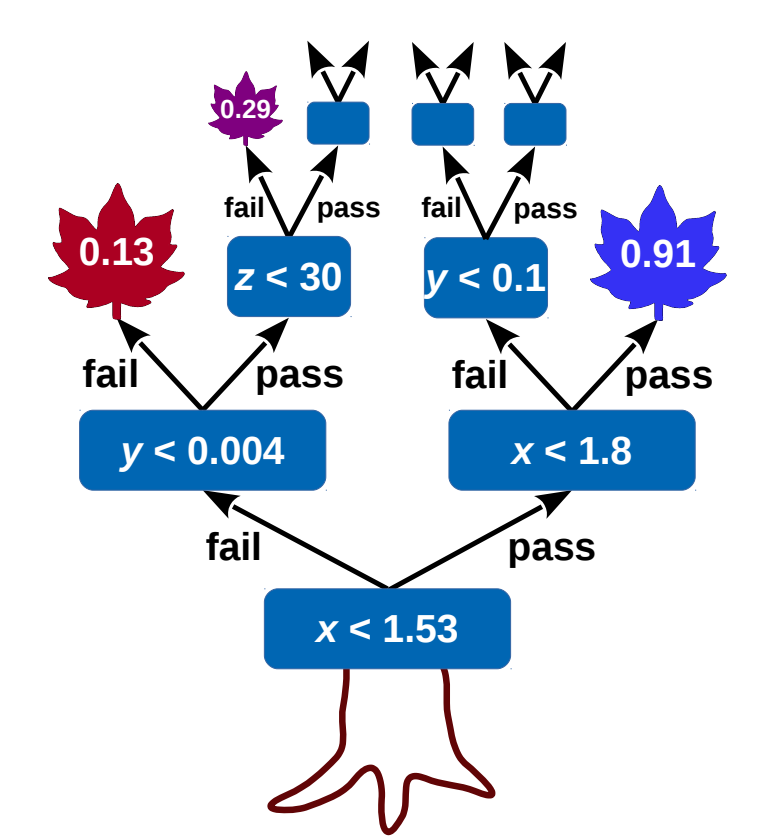 0.29
fail pass fail pass
0.13
z < 30
y < 0.1
0.91
fail pass fail pass
y < 0.004
x < 1.8
fail pass
x < 1.53